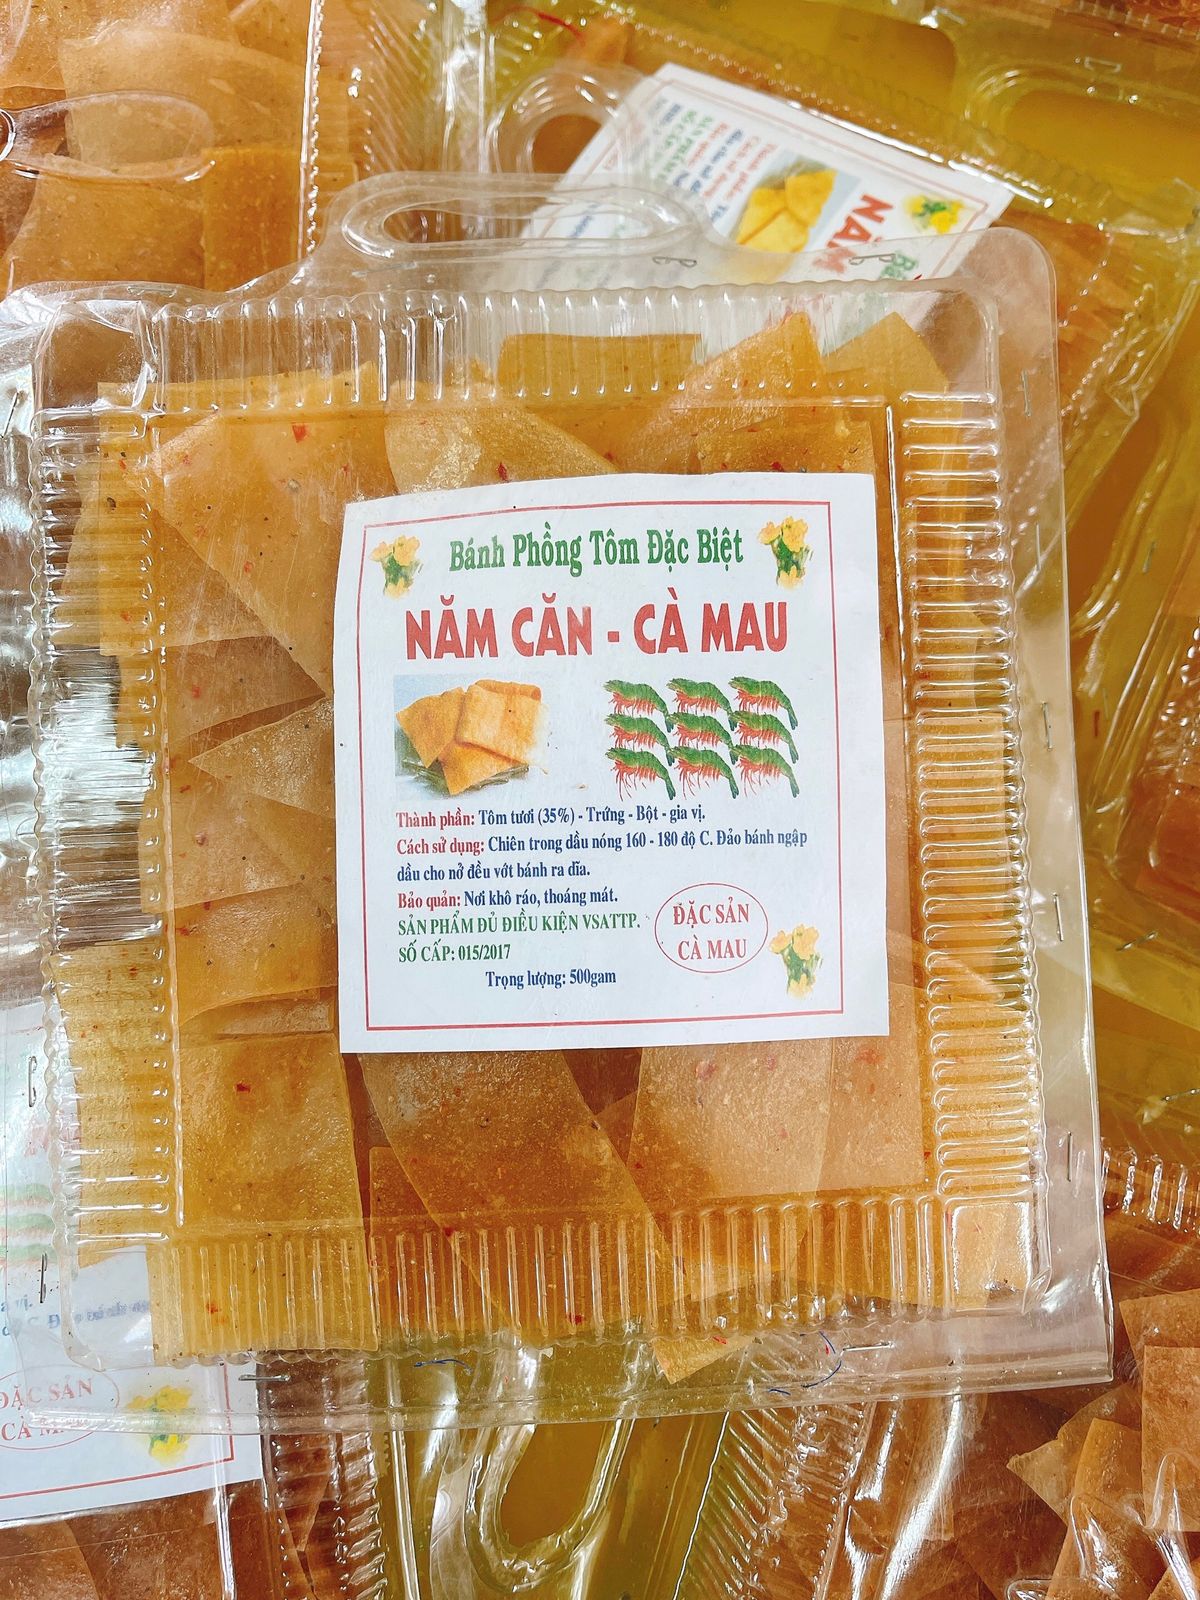 Bánh Phồng Tôm Đặc Biệt
NĂM CĂN - CÀ MAU
Thành phần: Tôm tươi (35%) - Trứng - Bột - gia vị.
Cách sử dụng: Chiên trong dầu nóng 160 - 180 độ C. Đảo bánh ngập
dầu cho nở đều vớt bánh ra dĩa.
Bảo quản: Nơi khô ráo, thoáng mát.
SẢN PHẨM ĐỦ ĐIỀU KIỆN VSATTP.
SỐ CẤP: 015/2017
Trọng lượng: 500gam
ĐẶC SẢN
CÀ MAU
NĂM
ĐẶC SẢN
CÀ